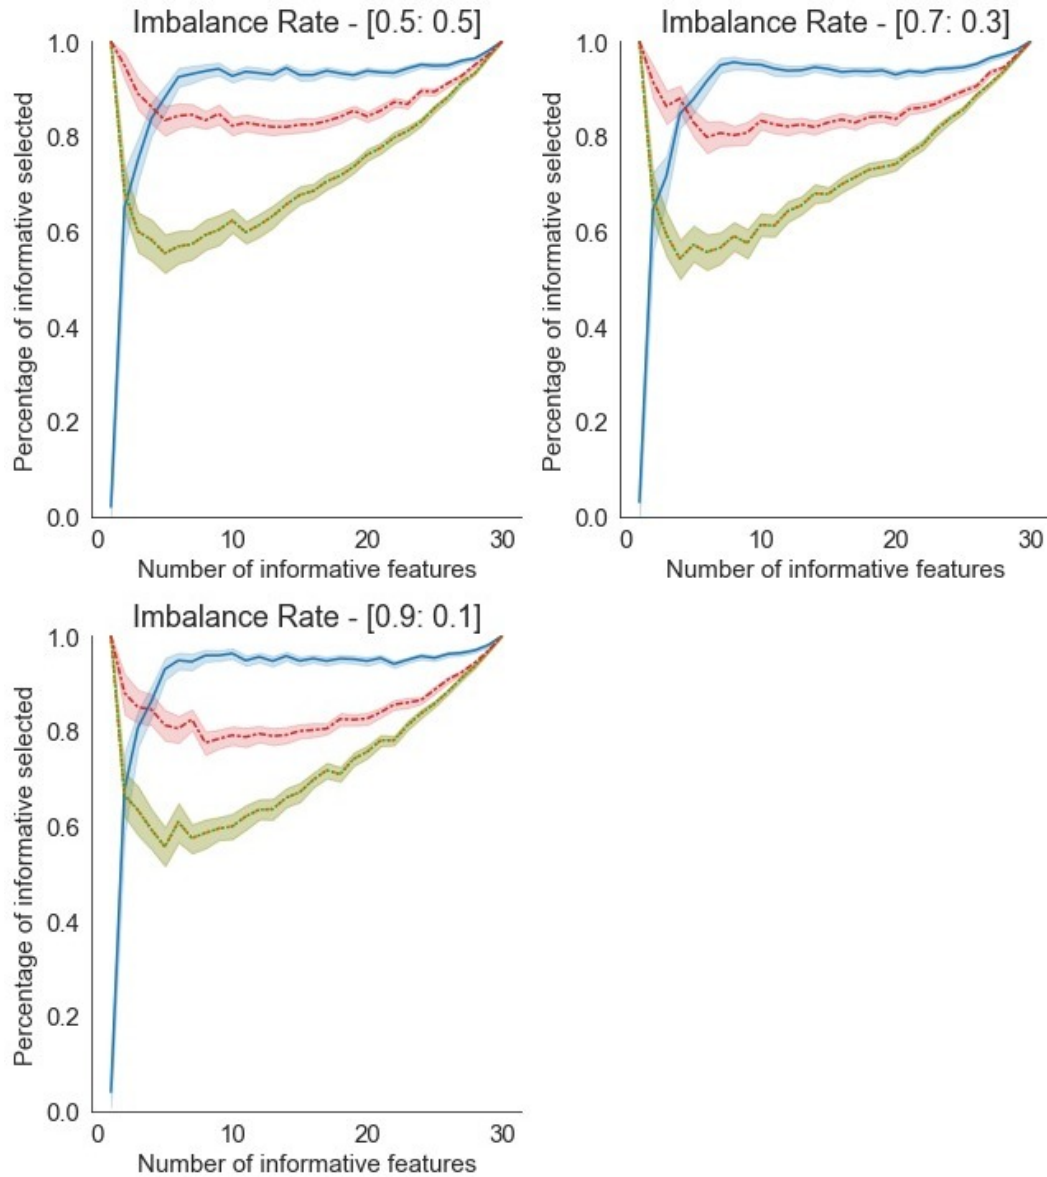 Imbalance Rate - [0.5: 0.5]
1.0
0.8
0.6
0.4
0.2
0.0
Percentage of informative selected
0 10 20 30
Number of informative features
Imbalance Rate - [0.7: 0.3]
1.0
0.8
0.6
0.4
0.2
0.0
Percentage of informative selected
0 10 20 30
Number of informative features
Imbalance Rate - [0.9: 0.1]
1.0
0.8
0.6
0.4
0.2
0.0
Percentage of informative selected
0 10 20 30
Number of informative features